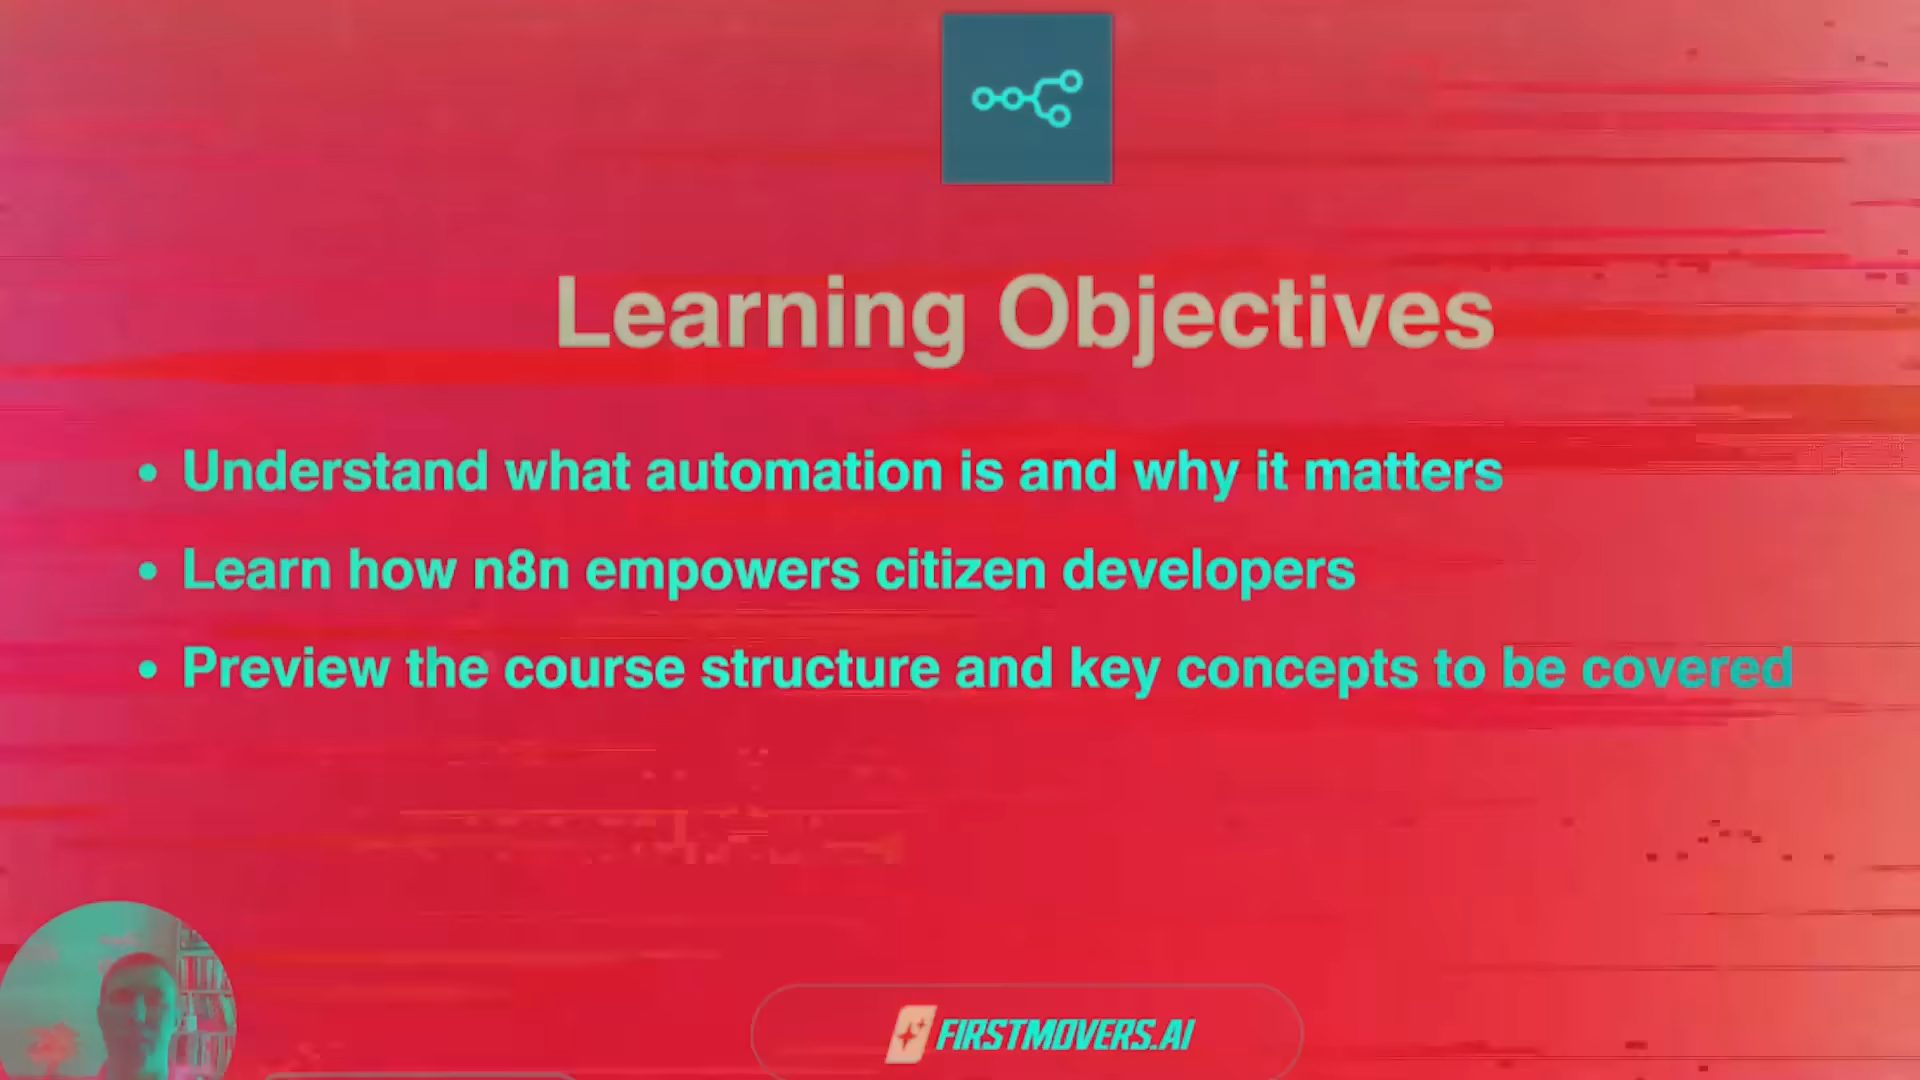 Learning Objectives
• Understand what automation is and why it matters
• Learn how n8n empowers citizen developers
• Preview the course structure and key concepts to be covered
FIRSTMOVERS.AI